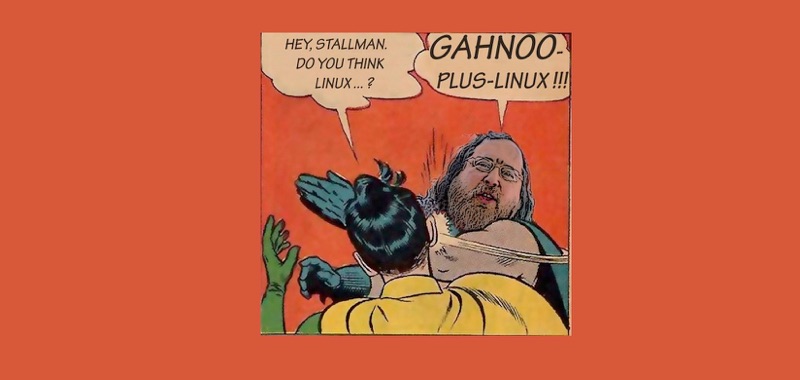 HEY, STALLMAN.
DO YOU THINK
LINUX ... ?
GAHNOO-
PLUS-LINUX !!!